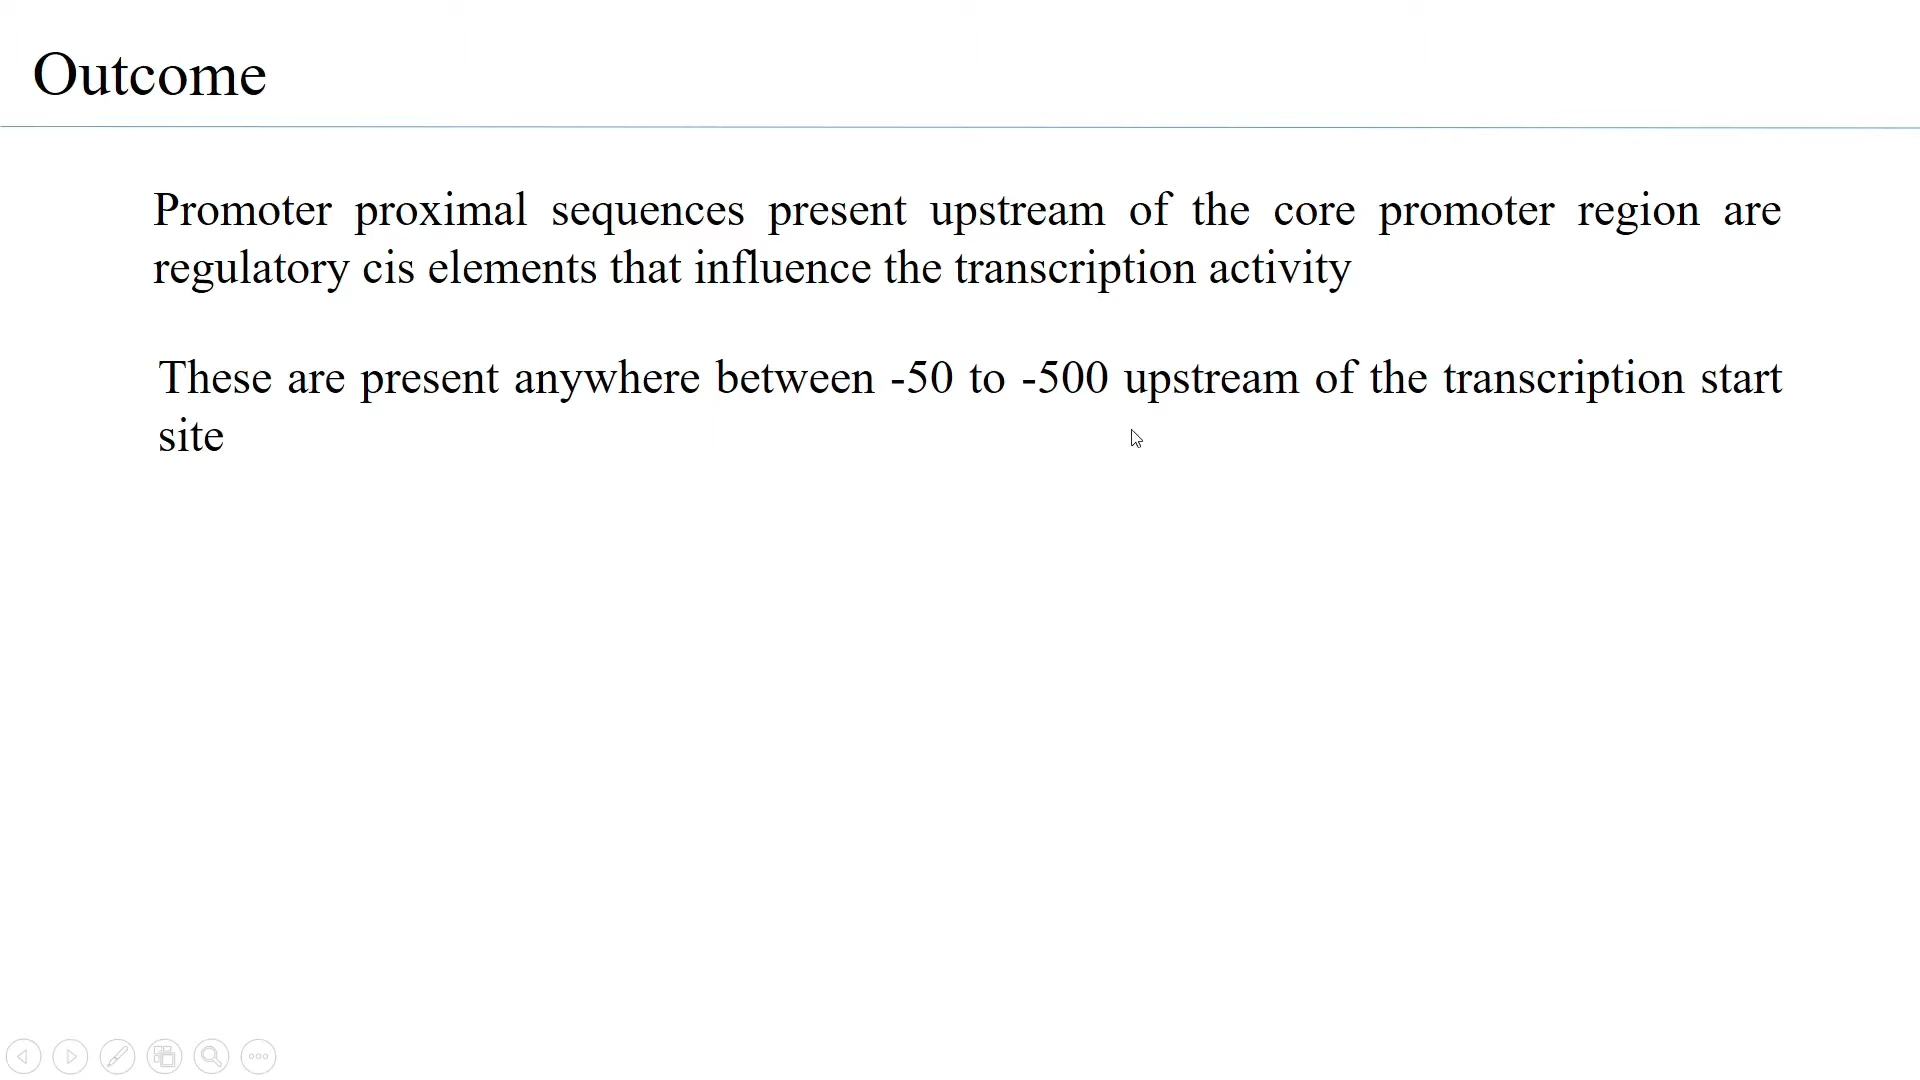 Outcome
Promoter proximal sequences present upstream of the core promoter region are
regulatory cis elements that influence the transcription activity
These are present anywhere between -50 to -500 upstream of the transcription start
site